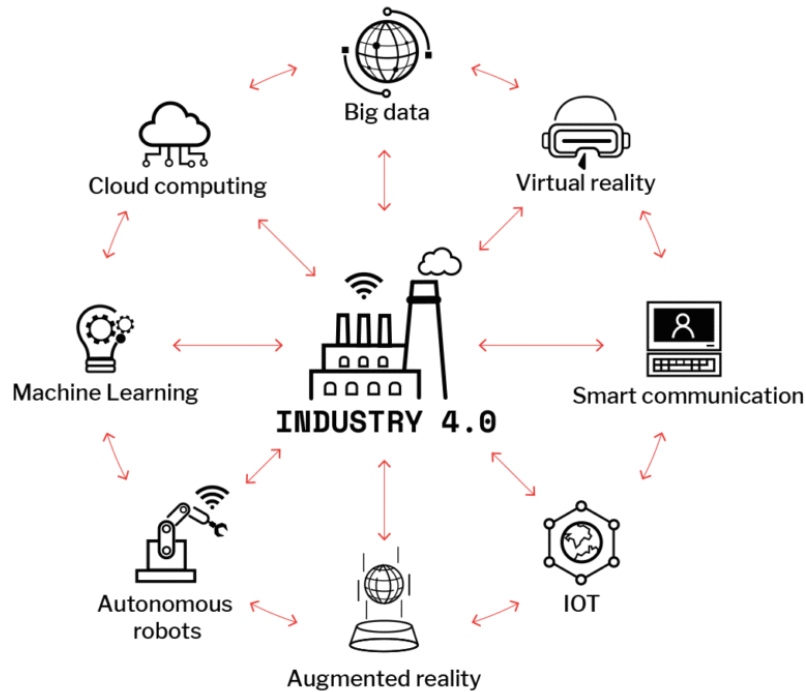 Big data
Cloud computing
Virtual reality
Machine Learning
Smart communication
INDUSTRY 4.0
Autonomous
robots
IOT
Augmented reality